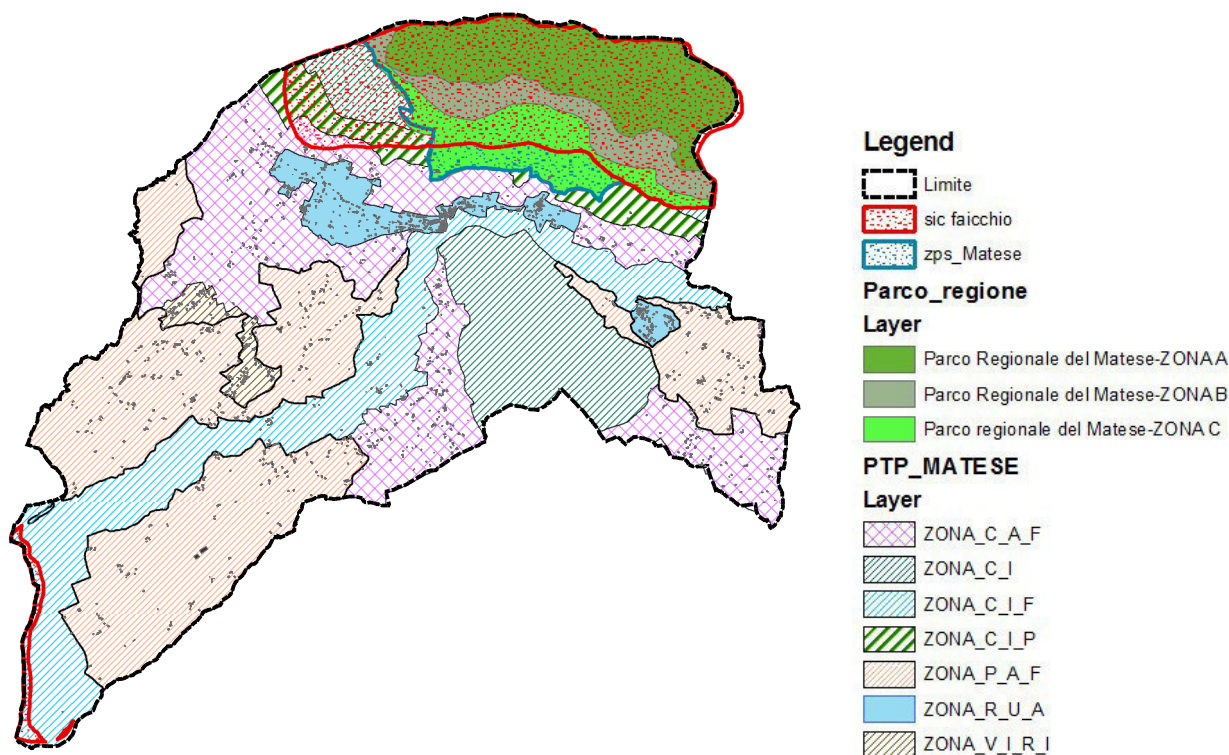 Legend
Limite
sic faicchio
zps_Matese
Parco_regione
Layer
Parco Regionale del Matese-ZONA A
Parco Regionale del Matese-ZONA B
Parco regionale del Matese-ZONA C
PTP_MATESE
Layer
ZONA_C_A_F
ZONA_C_I
ZONA_C_I_F
ZONA_C_I_P
ZONA_P_A_F
ZONA_R_U_A
ZONA_V_I_R_I